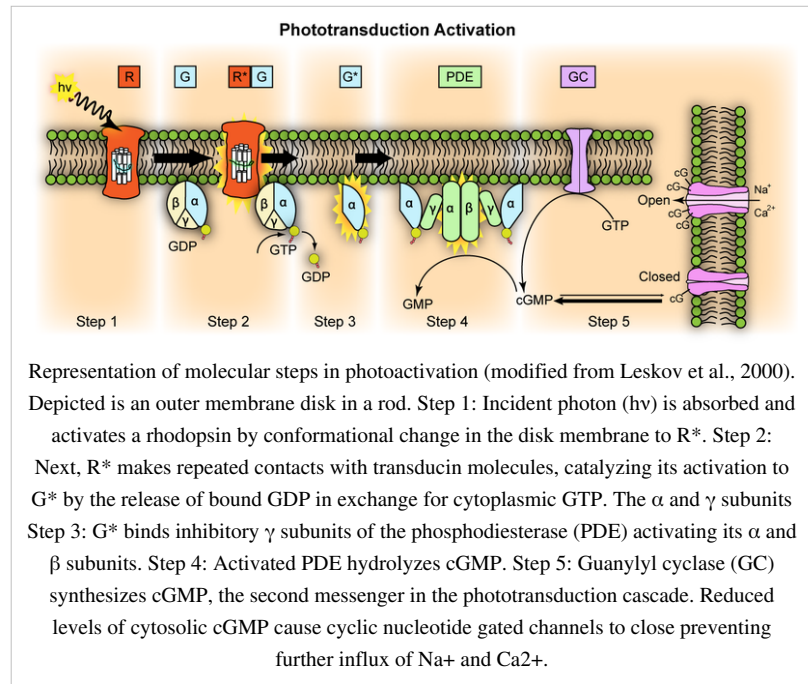 Phototransduction Activation
hν
R
G
R* G
G*
PDE
GC
β α
γ
GDP
β α
γ
GTP
GDP
α
α γ α β γ α
GTP
GMP
cGMP
cG
cG
Open
cG
cG
Na⁺
Ca²⁺
Closed
cG
Step 1
Step 2
Step 3
Step 4
Step 5
Representation of molecular steps in photoactivation (modified from Leskov et al., 2000).
Depicted is an outer membrane disk in a rod. Step 1: Incident photon (hν) is absorbed and
activates a rhodopsin by conformational change in the disk membrane to R*. Step 2:
Next, R* makes repeated contacts with transducin molecules, catalyzing its activation to
G* by the release of bound GDP in exchange for cytoplasmic GTP. The α and γ subunits
Step 3: G* binds inhibitory γ subunits of the phosphodiesterase (PDE) activating its α and
β subunits. Step 4: Activated PDE hydrolyzes cGMP. Step 5: Guanylyl cyclase (GC)
synthesizes cGMP, the second messenger in the phototransduction cascade. Reduced
levels of cytosolic cGMP cause cyclic nucleotide gated channels to close preventing
further influx of Na+ and Ca2+.